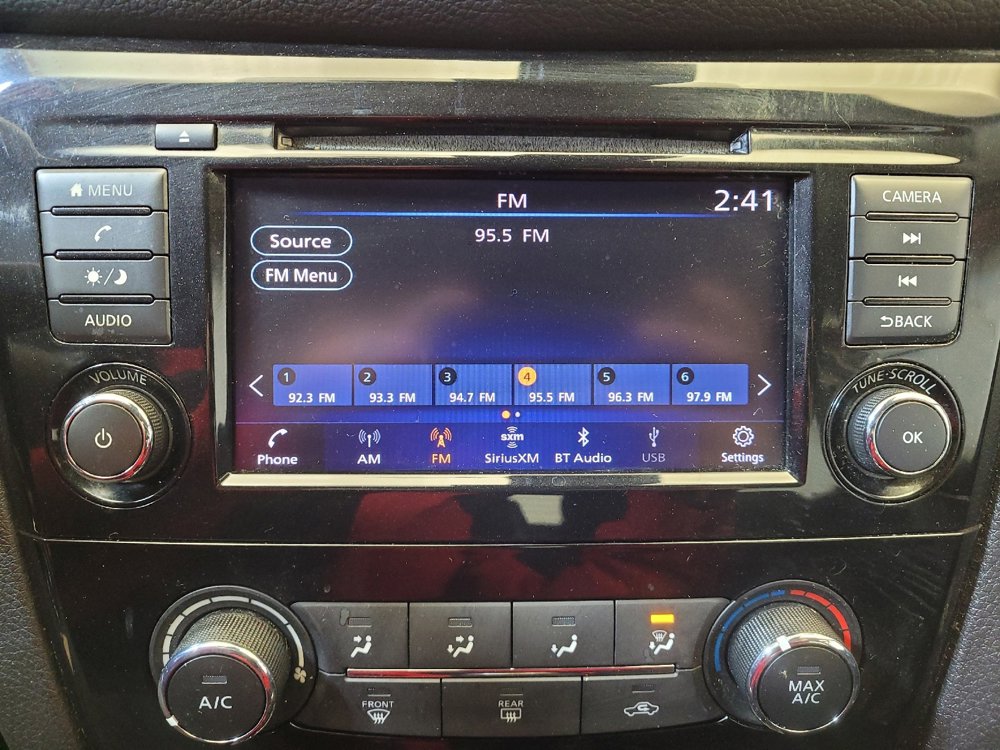 MENU
AUDIO
VOLUME
FM
2:41
95.5 FM
Source
FM Menu
1
92.3 FM
2
93.3 FM
3
94.7 FM
4
95.5 FM
5
96.3 FM
6
97.9 FM
Phone
AM
FM
sxm
SiriusXM
BT Audio
USB
Settings
CAMERA
BACK
TUNE·SCROLL
OK
A/C
FRONT
REAR
MAX
A/C